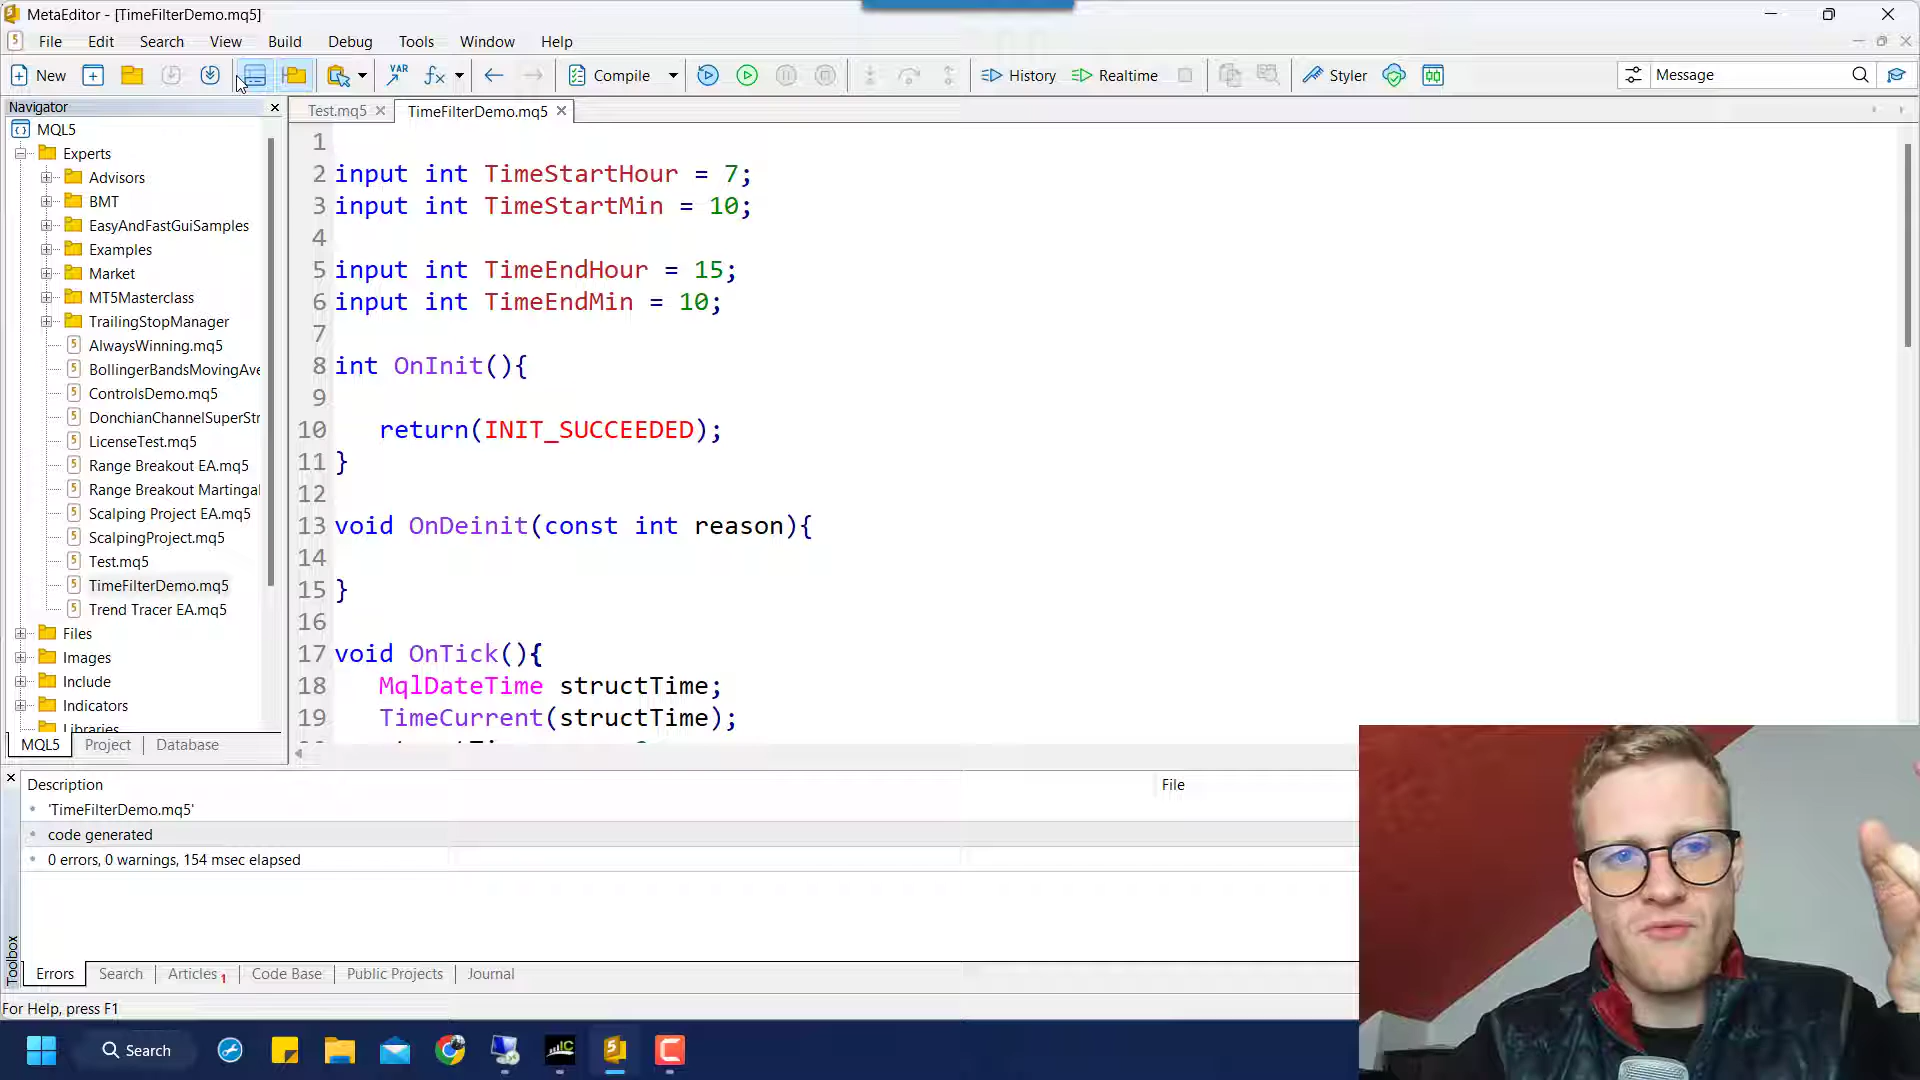 MetaEditor - [TimeFilterDemo.mq5]
File Edit Search View Build Debug Tools Window Help
New VAR Compile History Realtime Styler Message
Navigator
Test.mq5 TimeFilterDemo.mq5
MQL5
Experts
Advisors
BMT
EasyAndFastGuiSamples
Examples
Market
MT5Masterclass
TrailingStopManager
AlwaysWinning.mq5
BollingerBandsMovingAve
ControlsDemo.mq5
DonchianChannelSuperStr
LicenseTest.mq5
Range Breakout EA.mq5
Range Breakout Martinga
Scalping Project EA.mq5
ScalpingProject.mq5
Test.mq5
TimeFilterDemo.mq5
Trend Tracer EA.mq5
Files
Images
Include
Indicators
Libraries
MQL5 Project Database
1
2 input int TimeStartHour = 7;
3 input int TimeStartMin = 10;
4
5 input int TimeEndHour = 15;
6 input int TimeEndMin = 10;
7
8 int OnInit(){
9
10 return(INIT_SUCCEEDED);
11 }
12
13 void OnDeinit(const int reason){
14
15 }
16
17 void OnTick(){
18 MqlDateTime structTime;
19 TimeCurrent(structTime);
Description File
'TimeFilterDemo.mq5'
code generated
0 errors, 0 warnings, 154 msec elapsed
Toolbox
Errors Search Articles 1 Code Base Public Projects Journal
For Help, press F1
Search